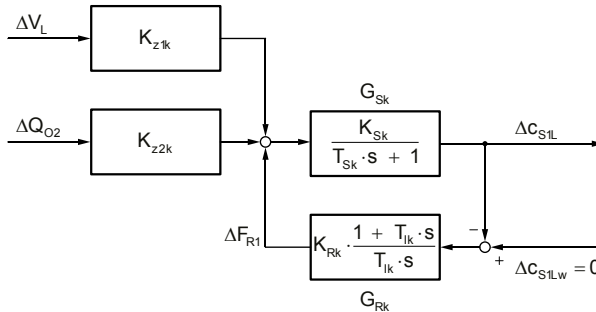 ΔV_L
K_z1k
ΔQ_O2
K_z2k
G_Sk
K_Sk
T_Sk·s + 1
Δc_S1L
ΔF_R1
K_Rk · 1 + T_Ik·s
T_Ik·s
−
+
Δc_S1Lw = 0
G_Rk